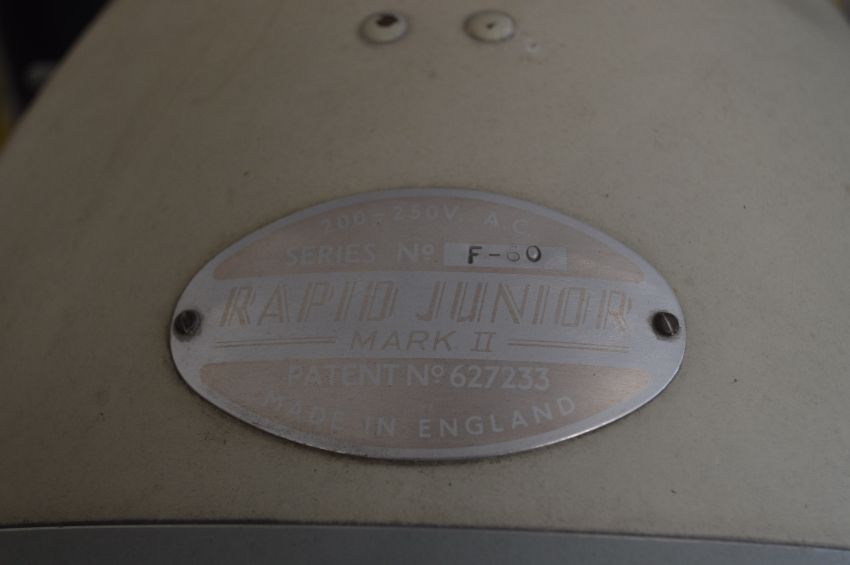 200-250V. A.C.
SERIES Nº F-60
RAPID JUNIOR
MARK II
PATENT Nº 627233
MADE IN ENGLAND